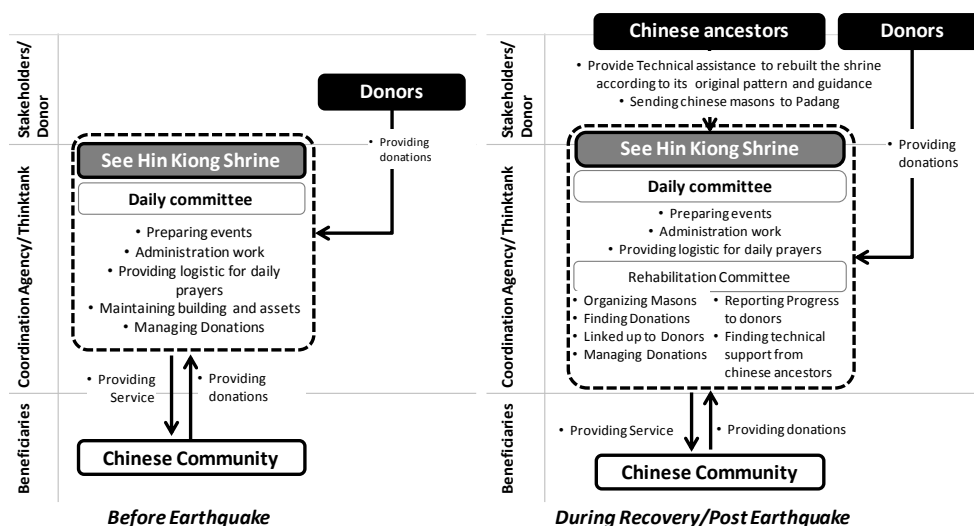 Stakeholders/
Donor
Coordination Agency/Thinktank
Beneficiaries
Donors
• Providing
donations
See Hin Kiong Shrine
Daily committee
• Preparing events
• Administration work
• Providing logistic for daily
prayers
• Maintaining building and assets
• Managing Donations
• Providing
Service
• Providing
donations
Chinese Community
Before Earthquake
Stakeholders/
Donor
Coordination Agency/Thinktank
Beneficiaries
Chinese ancestors
Donors
• Provide Technical assistance to rebuilt the shrine
according to its original pattern and guidance
• Sending chinese masons to Padang
• Providing
donations
See Hin Kiong Shrine
Daily committee
• Preparing events
• Administration work
• Providing logistic for daily prayers
Rehabilitation Committee
• Organizing Masons
• Finding Donations
• Linked up to Donors
• Managing Donations
• Reporting Progress
to donors
• Finding technical
support from
chinese ancestors
• Providing Service
• Providing donations
Chinese Community
During Recovery/Post Earthquake